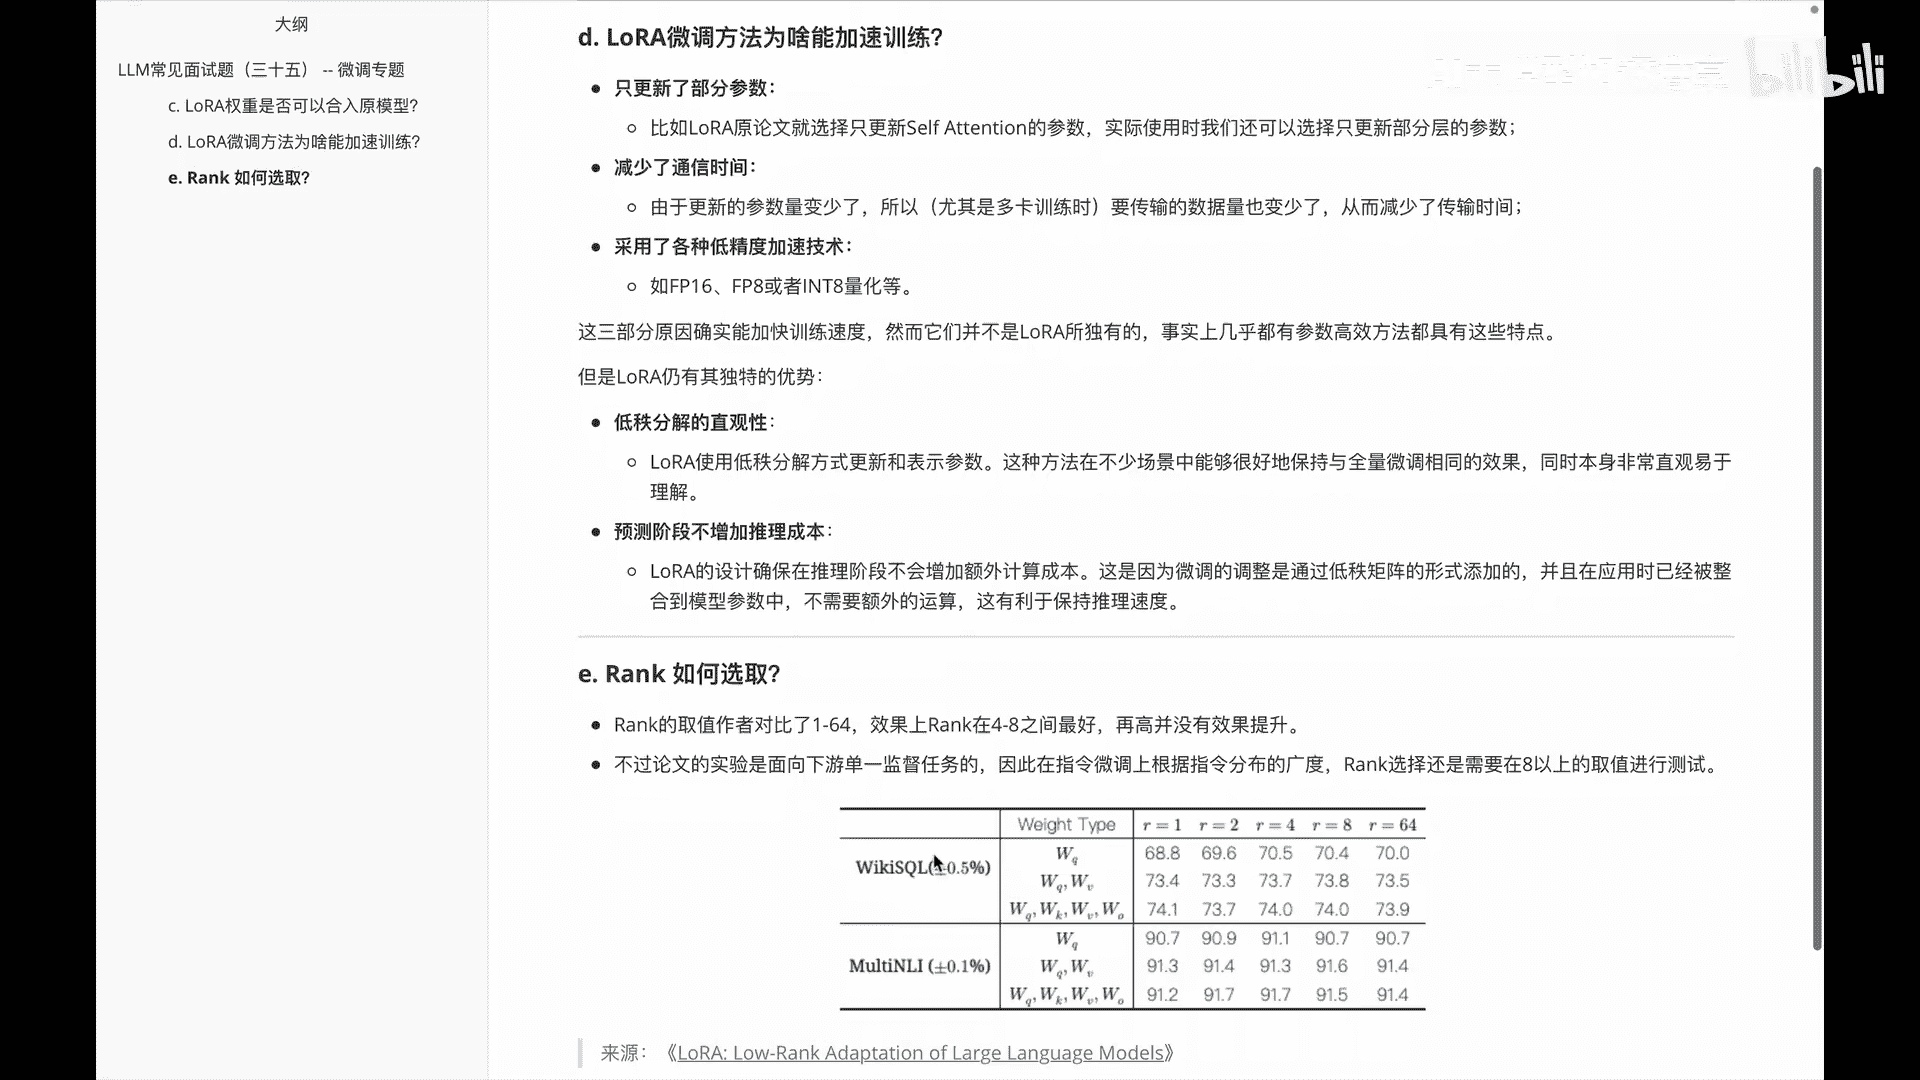 大纲
LLM常见面试题（三十五） -- 微调专题
c. LoRA权重是否可以合入原模型？
d. LoRA微调方法为啥能加速训练？
e. Rank 如何选取？
bilibili
d. LoRA微调方法为啥能加速训练？
• 只更新了部分参数：
○ 比如LoRA原论文就选择只更新Self Attention的参数，实际使用时我们还可以选择只更新部分层的参数；
• 减少了通信时间：
○ 由于更新的参数量变少了，所以（尤其是多卡训练时）要传输的数据量也变少了，从而减少了传输时间；
• 采用了各种低精度加速技术：
○ 如FP16、FP8或者INT8量化等。
这三部分原因确实能加快训练速度，然而它们并不是LoRA所独有的，事实上几乎都有参数高效方法都具有这些特点。
但是LoRA仍有其独特的优势：
• 低秩分解的直观性：
○ LoRA使用低秩分解方式更新和表示参数。这种方法在不少场景中能够很好地保持与全量微调相同的效果，同时本身非常直观易于
理解。
• 预测阶段不增加推理成本：
○ LoRA的设计确保在推理阶段不会增加额外计算成本。这是因为微调的调整是通过低秩矩阵的形式添加的，并且在应用时已经被整
合到模型参数中，不需要额外的运算，这有利于保持推理速度。
e. Rank 如何选取？
• Rank的取值作者对比了1-64，效果上Rank在4-8之间最好，再高并没有效果提升。
• 不过论文的实验是面向下游单一监督任务的，因此在指令微调上根据指令分布的广度，Rank选择还是需要在8以上的取值进行测试。
Weight Type r = 1 r = 2 r = 4 r = 8 r = 64
WikiSQL(±0.5%)
W_q 68.8 69.6 70.5 70.4 70.0
W_q, W_v 73.4 73.3 73.7 73.8 73.5
W_q, W_k, W_v, W_o 74.1 73.7 74.0 74.0 73.9
MultiNLI (±0.1%)
W_q 90.7 90.9 91.1 90.7 90.7
W_q, W_v 91.3 91.4 91.3 91.6 91.4
W_q, W_k, W_v, W_o 91.2 91.7 91.7 91.5 91.4
来源：《LoRA: Low-Rank Adaptation of Large Language Models》